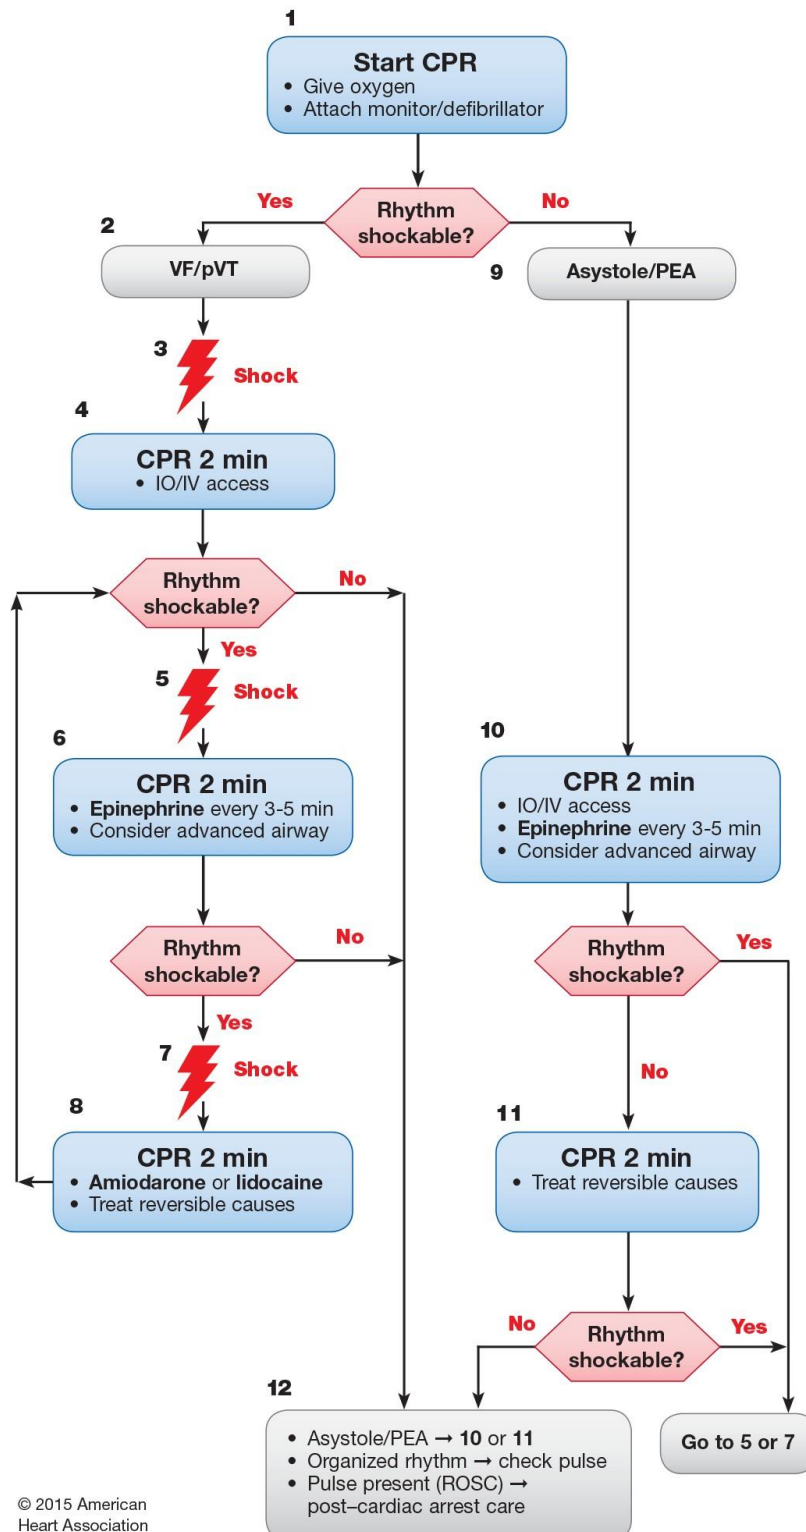 1
Start CPR
• Give oxygen
• Attach monitor/defibrillator
Rhythm
shockable?
Yes
No
2
VF/pVT
9
Asystole/PEA
3
Shock
4
CPR 2 min
• IO/IV access
Rhythm
shockable?
No
Yes
5
Shock
6
CPR 2 min
• Epinephrine every 3-5 min
• Consider advanced airway
Rhythm
shockable?
No
Yes
7
Shock
8
CPR 2 min
• Amiodarone or lidocaine
• Treat reversible causes
10
CPR 2 min
• IO/IV access
• Epinephrine every 3-5 min
• Consider advanced airway
Rhythm
shockable?
Yes
No
11
CPR 2 min
• Treat reversible causes
Rhythm
shockable?
No
Yes
12
• Asystole/PEA → 10 or 11
• Organized rhythm → check pulse
• Pulse present (ROSC) →
post–cardiac arrest care
Go to 5 or 7
© 2015 American
Heart Association